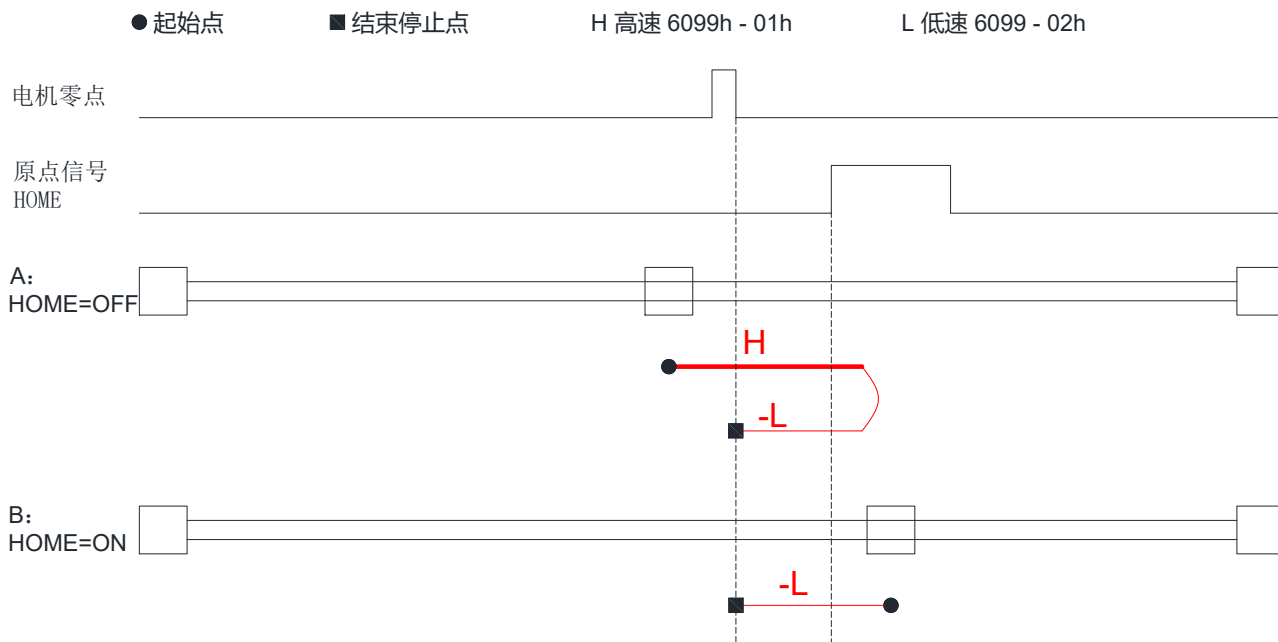 起始点 结束停止点 H 高速 6099h - 01h L 低速 6099 - 02h
电机零点
原点信号
HOME
A：
HOME=OFF
H
-L
B：
HOME=ON
-L